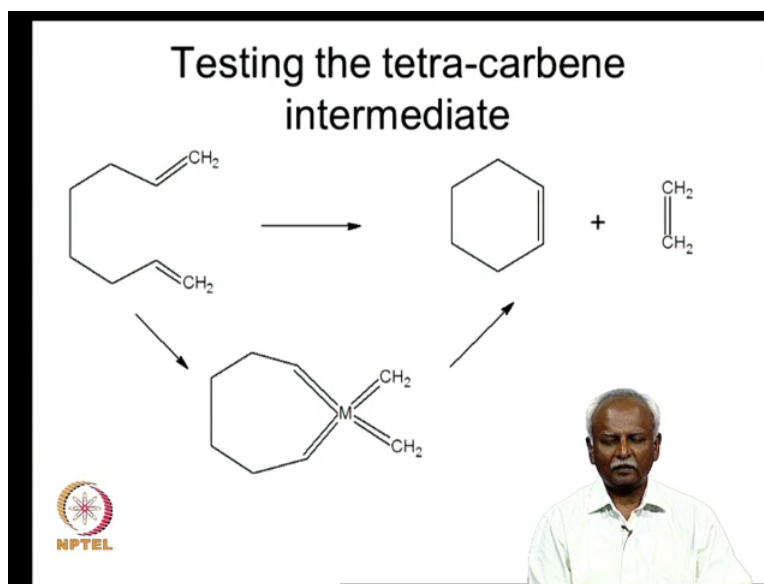 Testing the tetra-carbene
intermediate
CH2
CH2
+
CH2
CH2
M
CH2
CH2
NPTEL